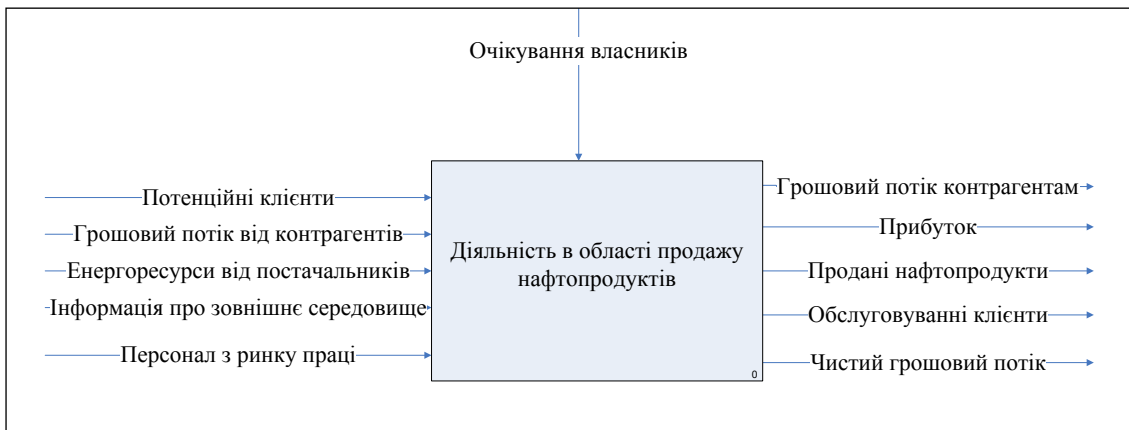 Очікування власників
Потенційні клієнти
Грошовий потік від контрагентів
Енергоресурси від постачальників
Інформація про зовнішнє середовище
Персонал з ринку праці
Діяльність в області продажу
нафтопродуктів
0
Грошовий потік контрагентам
Прибуток
Продані нафтопродукти
Обслуговуванні клієнти
Чистий грошовий потік